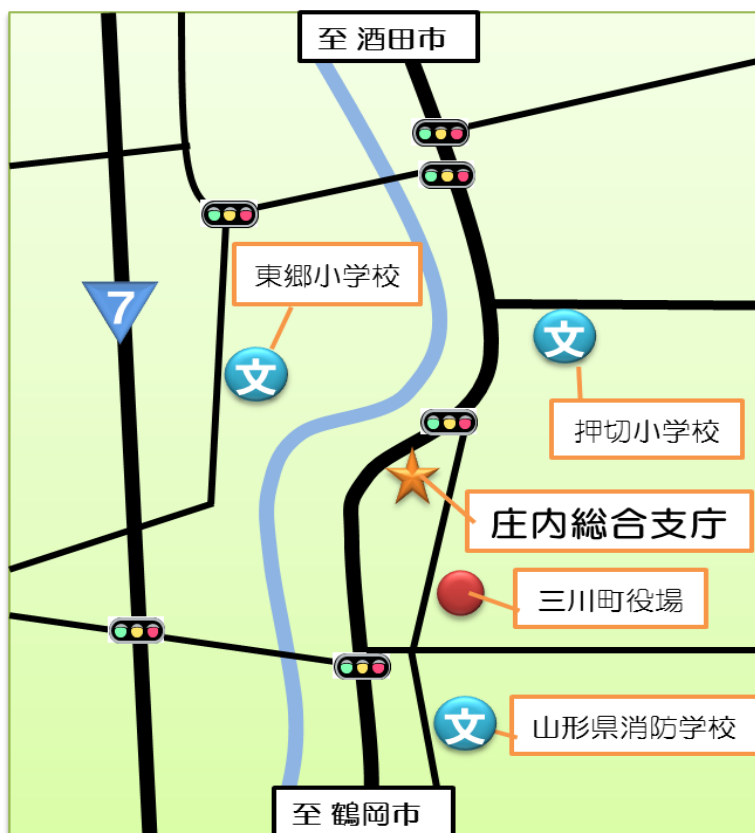 至 酒田市
東郷小学校
7
文
文
押切小学校
庄内総合支庁
三川町役場
文
山形県消防学校
至 鶴岡市